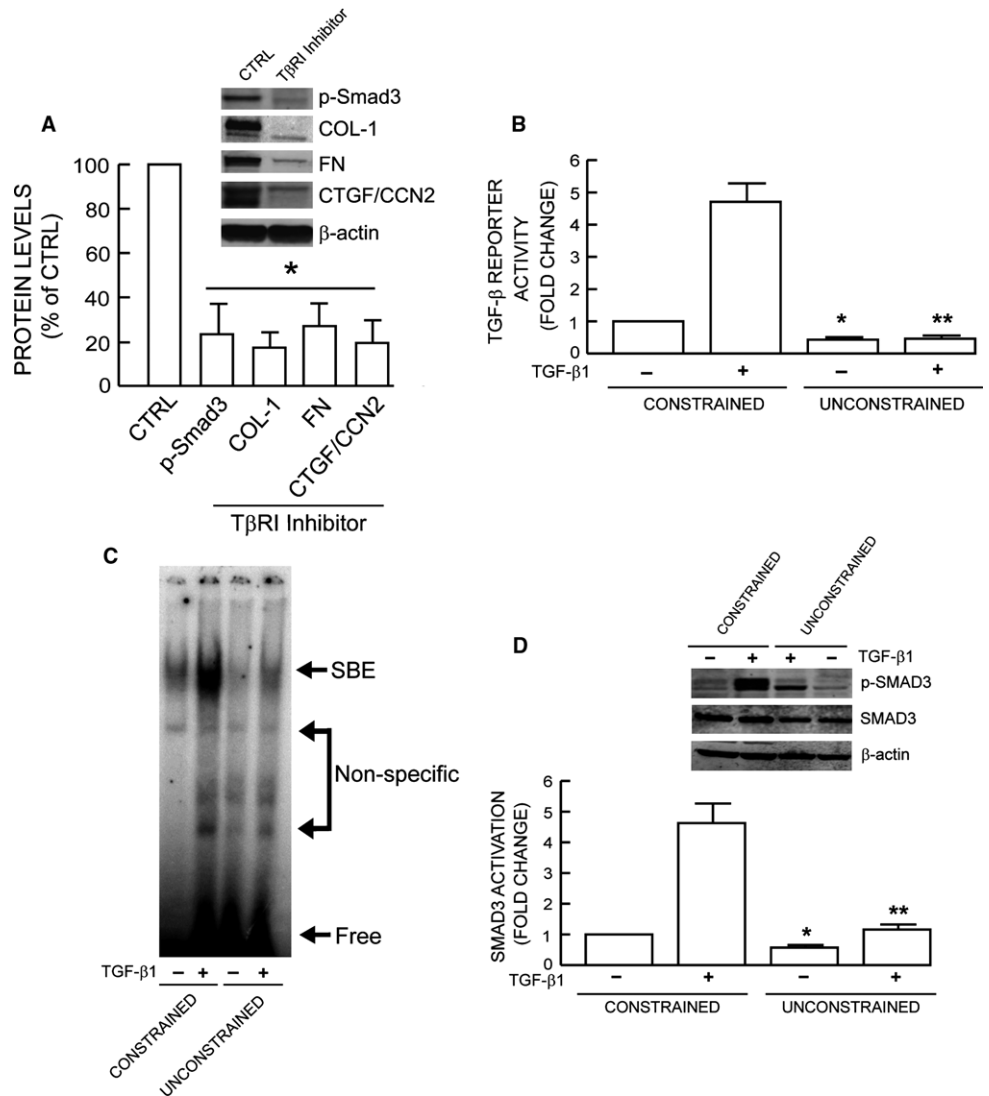 A
CTRL
TβRI Inhibitor
p-Smad3
COL-1
FN
CTGF/CCN2
β-actin
PROTEIN LEVELS
(% of CTRL)
100
80
60
40
20
0
*
CTRL
p-Smad3
COL-1
FN
CTGF/CCN2
TβRI Inhibitor
B
TGF-β REPORTER
ACTIVITY
(FOLD CHANGE)
6
5
4
3
2
1
0
* **
TGF-β1 – + – +
CONSTRAINED UNCONSTRAINED
C
SBE
Non-specific
Free
TGF-β1 – + – +
CONSTRAINED
UNCONSTRAINED
D
CONSTRAINED
UNCONSTRAINED
– + + – TGF-β1
p-SMAD3
SMAD3
β-actin
SMAD3 ACTIVATION
(FOLD CHANGE)
6
5
4
3
2
1
0
* **
TGF-β1 – + – +
CONSTRAINED UNCONSTRAINED